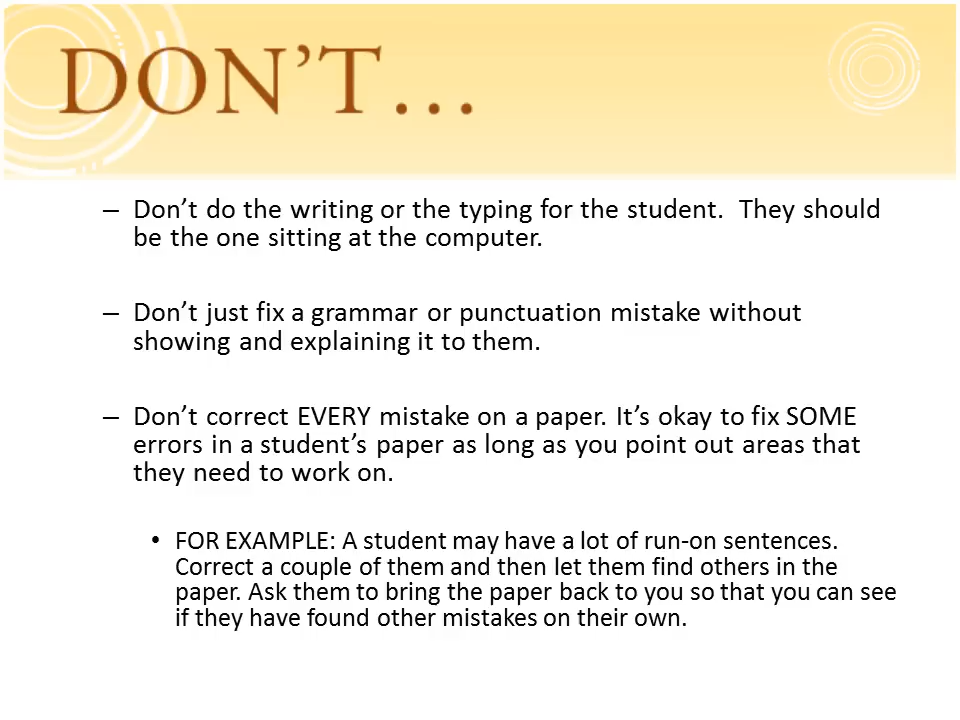 DON’T…
– Don’t do the writing or the typing for the student.  They should
be the one sitting at the computer.
– Don’t just fix a grammar or punctuation mistake without
showing and explaining it to them.
– Don’t correct EVERY mistake on a paper. It’s okay to fix SOME
errors in a student’s paper as long as you point out areas that
they need to work on.
• FOR EXAMPLE: A student may have a lot of run-on sentences.
Correct a couple of them and then let them find others in the
paper. Ask them to bring the paper back to you so that you can see
if they have found other mistakes on their own.